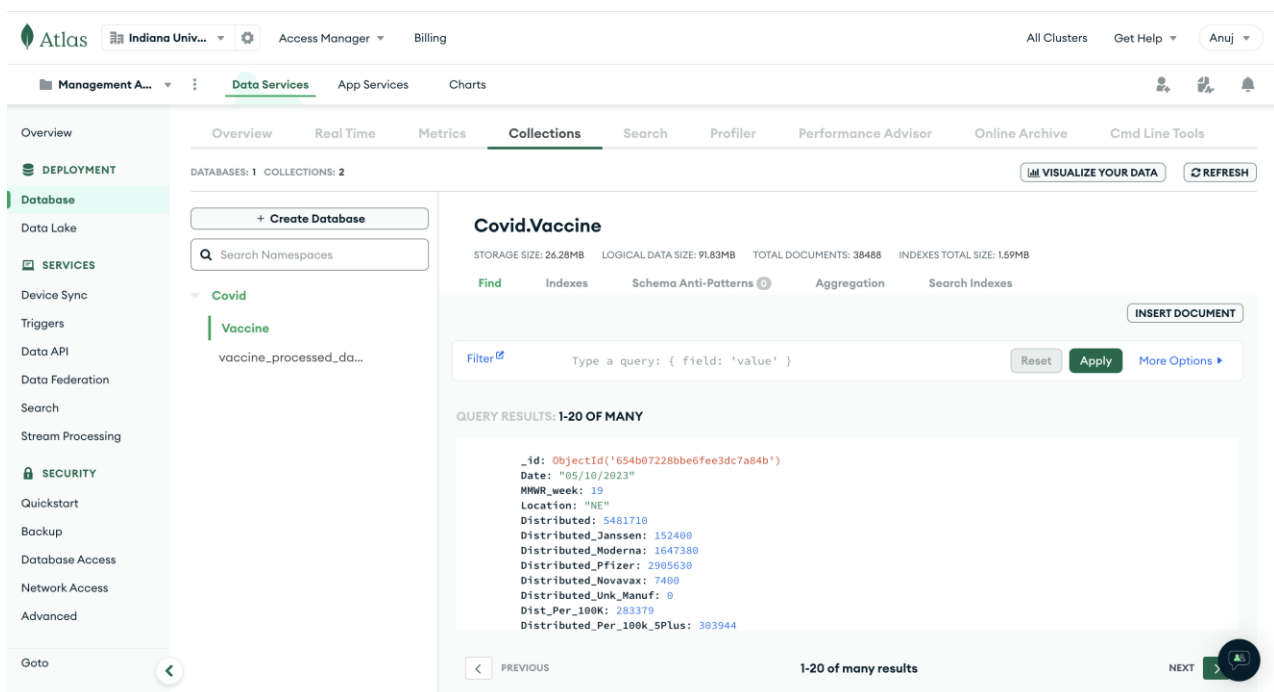 Atlas
Indiana Univ...
Access Manager
Billing
All Clusters
Get Help
Anuj
Management A...
Data Services
App Services
Charts
Overview
DEPLOYMENT
Database
Data Lake
SERVICES
Device Sync
Triggers
Data API
Data Federation
Search
Stream Processing
SECURITY
Quickstart
Backup
Database Access
Network Access
Advanced
Goto
Overview
Real Time
Metrics
Collections
Search
Profiler
Performance Advisor
Online Archive
Cmd Line Tools
DATABASES: 1 COLLECTIONS: 2
VISUALIZE YOUR DATA
REFRESH
+ Create Database
Search Namespaces
Covid
Vaccine
vaccine_processed_da...
Covid.Vaccine
STORAGE SIZE: 26.28MB LOGICAL DATA SIZE: 91.83MB TOTAL DOCUMENTS: 38488 INDEXES TOTAL SIZE: 1.59MB
Find
Indexes
Schema Anti-Patterns 0
Aggregation
Search Indexes
INSERT DOCUMENT
Filter
Type a query: { field: 'value' }
Reset
Apply
More Options
QUERY RESULTS: 1-20 OF MANY
_id: ObjectId('654b07228bbe6fee3dc7a84b')
Date: "05/10/2023"
MMWR_week: 19
Location: "NE"
Distributed: 5481710
Distributed_Janssen: 152400
Distributed_Moderna: 1647380
Distributed_Pfizer: 2905630
Distributed_Novavax: 7400
Distributed_Unk_Manuf: 0
Dist_Per_100K: 283379
Distributed_Per_100k_5Plus: 303944
PREVIOUS
1-20 of many results
NEXT